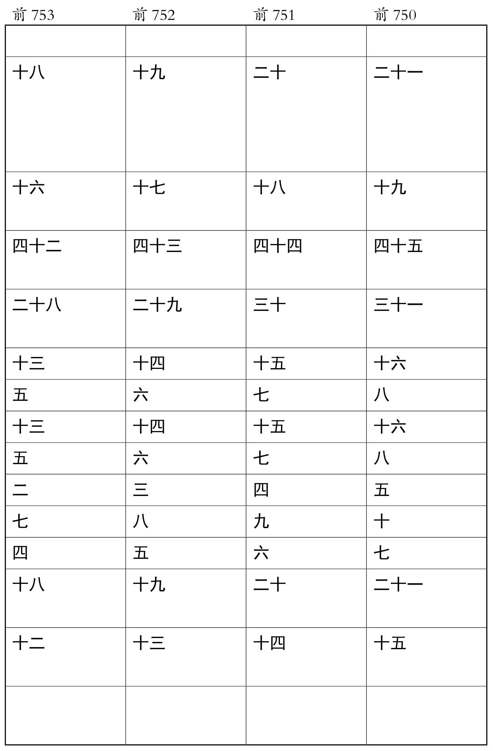 前 753 前 752 前 751 前 750
十八 十九 二十 二十一
十六 十七 十八 十九
四十二 四十三 四十四 四十五
二十八 二十九 三十 三十一
十三 十四 十五 十六
五 六 七 八
十三 十四 十五 十六
五 六 七 八
二 三 四 五
七 八 九 十
四 五 六 七
十八 十九 二十 二十一
十二 十三 十四 十五